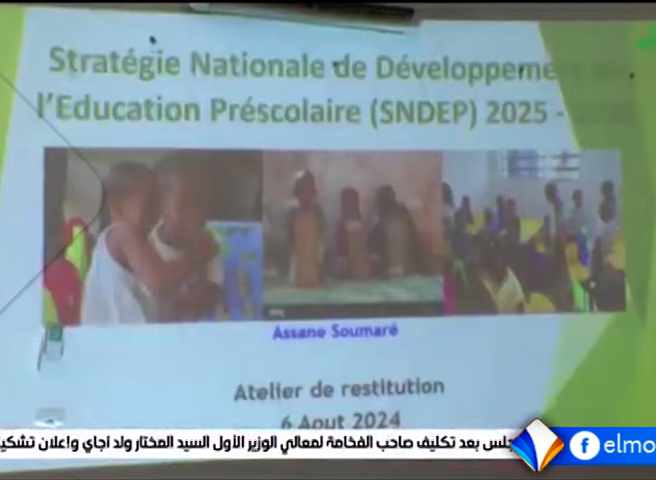 Stratégie Nationale de Développeme
l'Education Préscolaire (SNDEP) 2025 -
Assane Soumaré
Atelier de restitution
6 Aout 2024
جلس بعد تكليف صاحب الفخامة لمعالي الوزير الأول السيد المختار ولد اجاي وإعلان تشكي
elmo